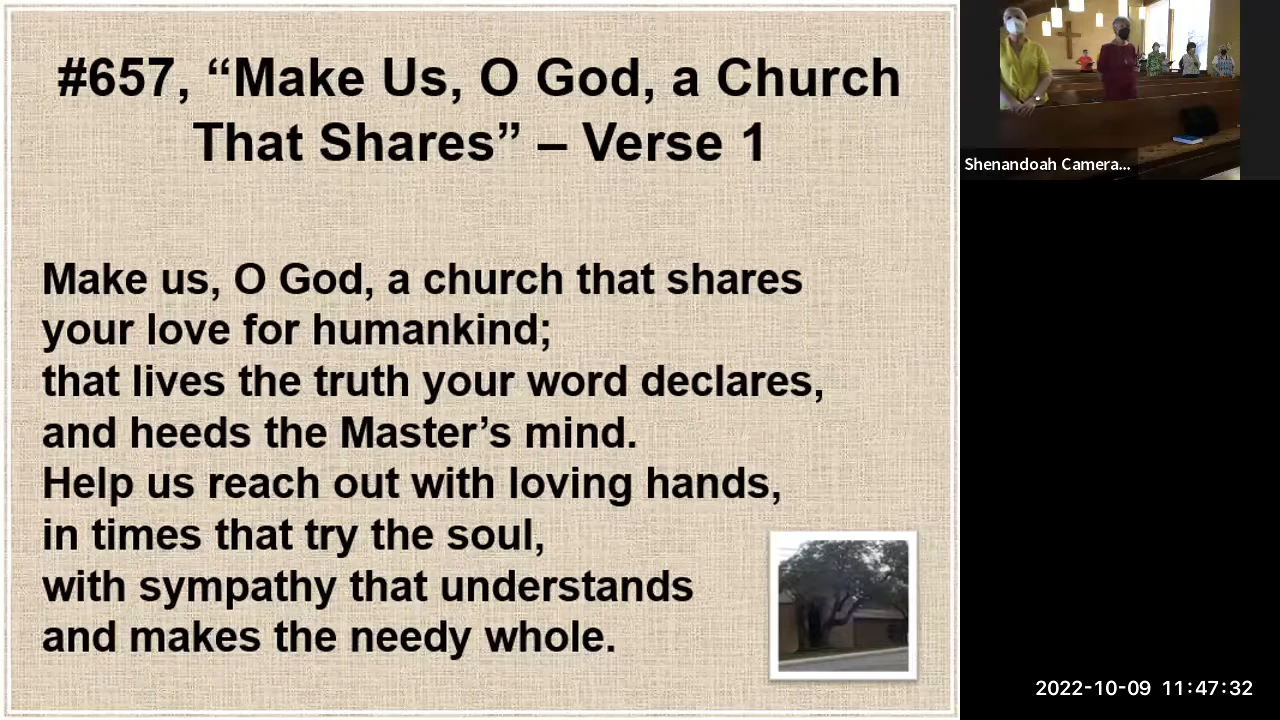 #657, “Make Us, O God, a Church
That Shares” – Verse 1
Make us, O God, a church that shares
your love for humankind;
that lives the truth your word declares,
and heeds the Master’s mind.
Help us reach out with loving hands,
in times that try the soul,
with sympathy that understands
and makes the needy whole.
Shenandoah Camera...
2022-10-09 11:47:32